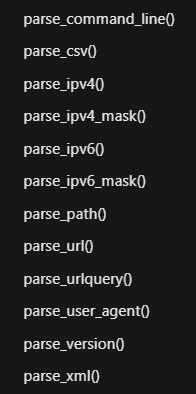 parse_command_line()
parse_csv()
parse_ipv4()
parse_ipv4_mask()
parse_ipv6()
parse_ipv6_mask()
parse_path()
parse_url()
parse_urlquery()
parse_user_agent()
parse_version()
parse_xml()